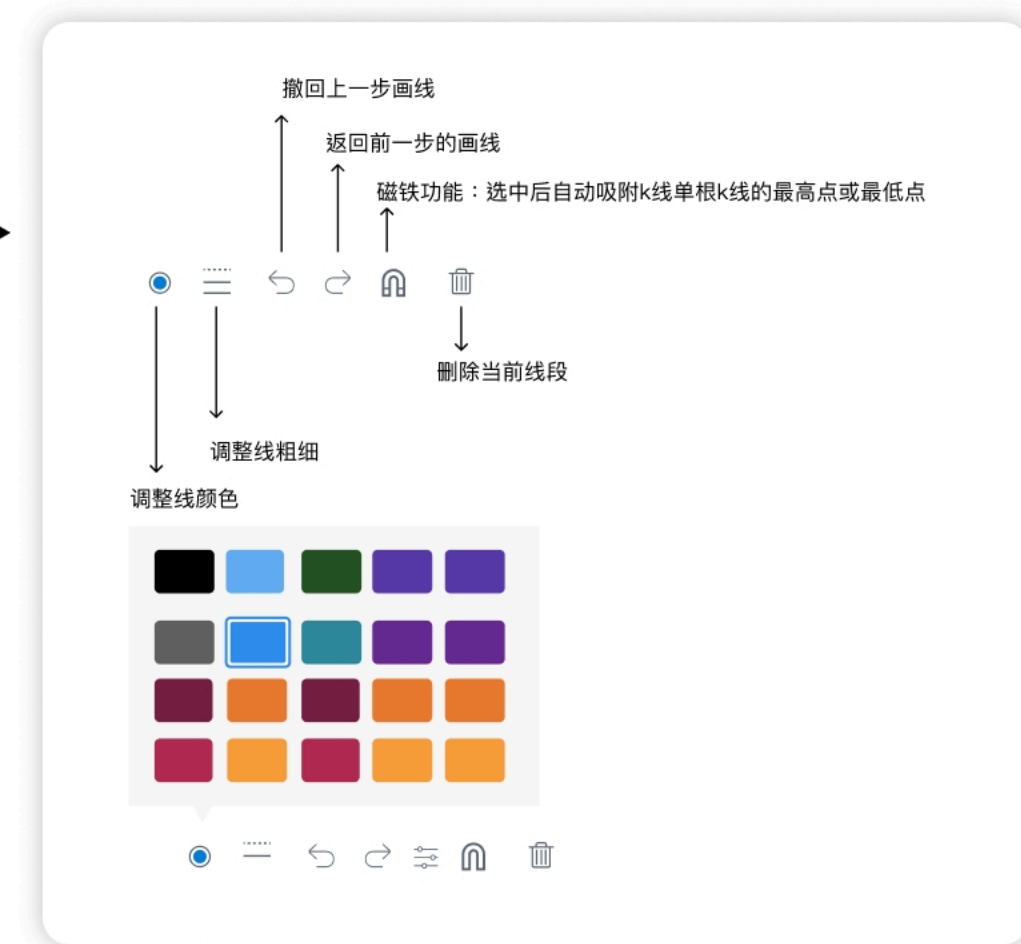 撤回上一步画线
返回前一步的画线
磁铁功能：选中后自动吸附k线单根k线的最高点或最低点
删除当前线段
调整线粗细
调整线颜色